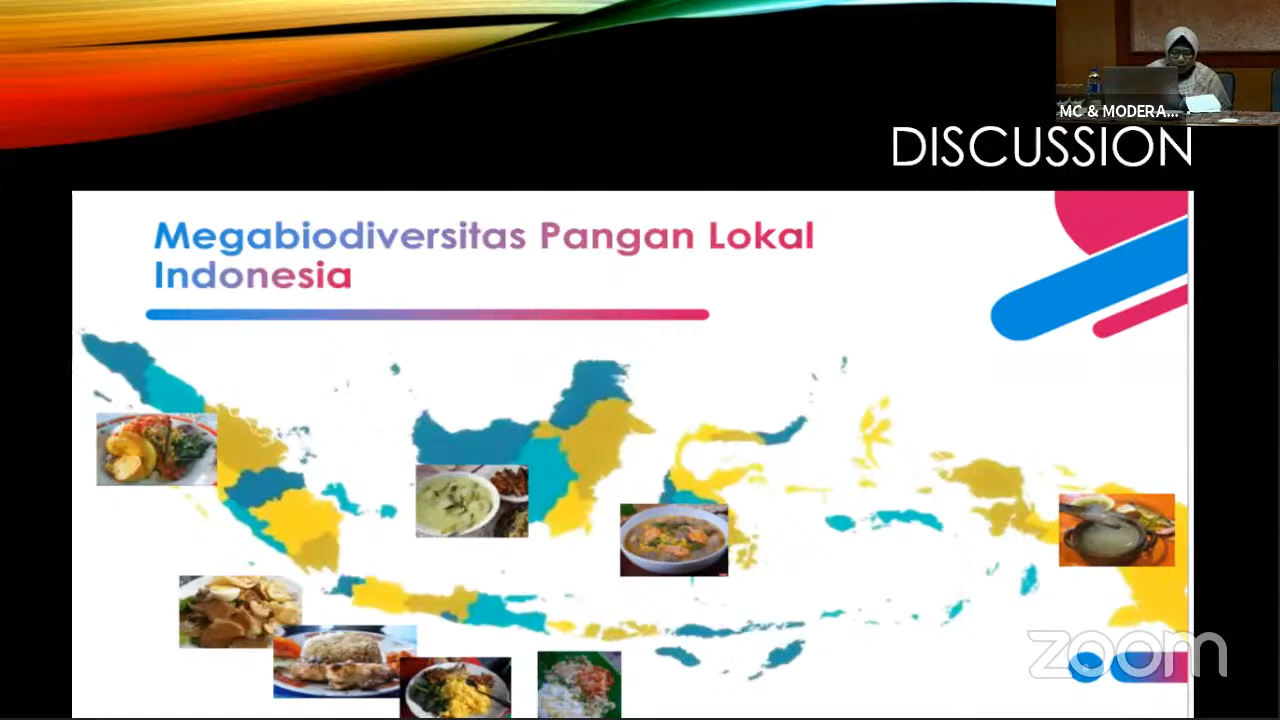 MC & MODERA...
DISCUSSION
Megabiodiversitas Pangan Lokal
Indonesia
zoom